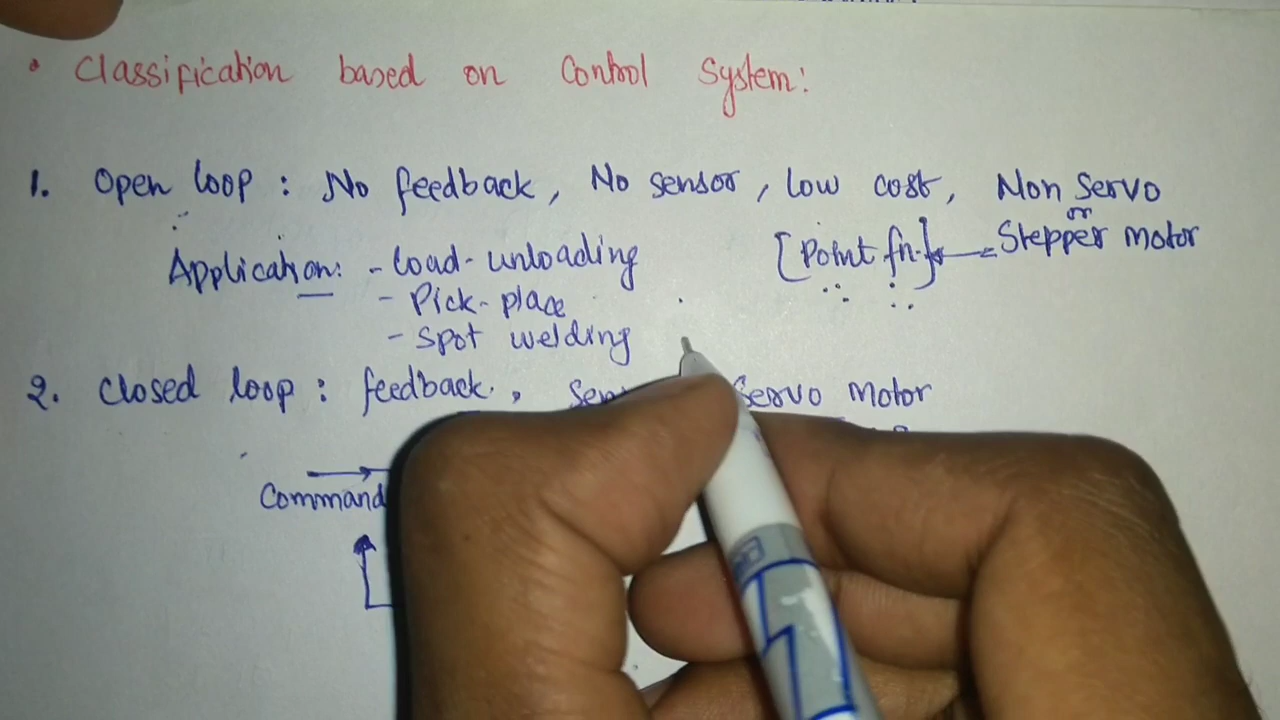 • Classification based on Control System:
1. Open loop : No feedback, No sensor, Low cost, Non Servo
or
Application: - Load-unloading [Point fn.] Stepper motor
- Pick-place
- Spot welding
2. Closed loop : feedback, Servo Motor
Command